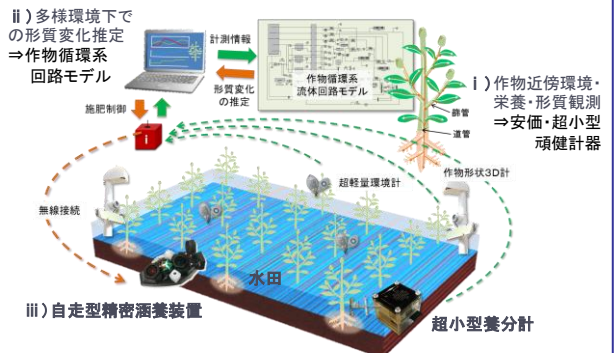 ⅱ）多様環境下で
の形質変化推定
⇒作物循環系
回路モデル
計測情報
形質変化
の推定
作物循環系
流体回路モデル
ⅰ）作物近傍環境・
栄養・形質観測
⇒安価・超小型
頑健計器
篩管
道管
施肥制御
i
作物形状3D計
超軽量環境計
無線接続
水田
ⅲ）自走型精密涵養装置
超小型養分計